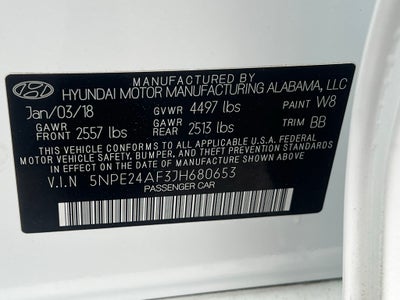 MANUFACTURED BY
HYUNDAI MOTOR MANUFACTURING ALABAMA, LLC
Jan/03/18 GVWR 4497 lbs PAINT W8
GAWR FRONT 2557 lbs GAWR REAR 2513 lbs TRIM BB
THIS VEHICLE CONFORMS TO ALL APPLICABLE U.S. FEDERAL
MOTOR VEHICLE SAFETY, BUMPER, AND THEFT PREVENTION
STANDARDS IN EFFECT ON THE DATE OF MANUFACTURE SHOWN ABOVE.
V.I.N 5NPE24AF3JH680653
PASSENGER CAR